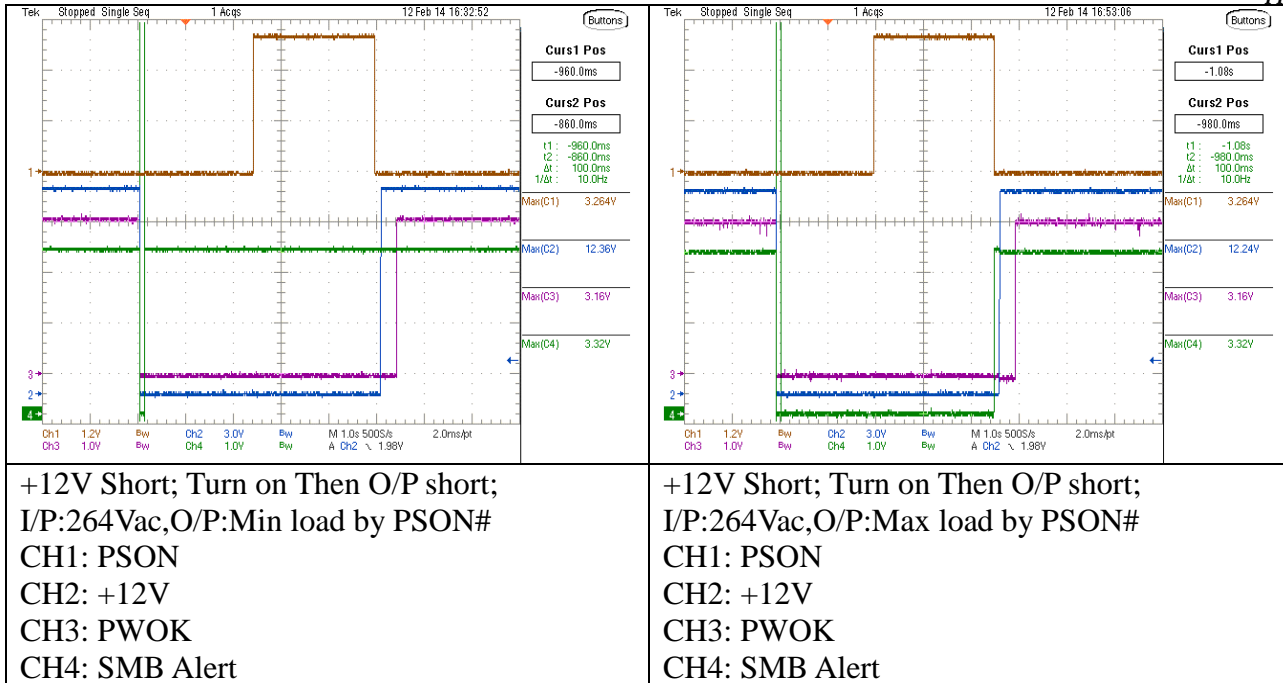 Tek Stopped Single Seq 1 Acqs 12 Feb 14 16:32:52
Buttons
Curs1 Pos
-960.0ms
Curs2 Pos
-860.0ms
t1 : -960.0ms
t2 : -860.0ms
Δt : 100.0ms
1/Δt : 10.0Hz
Max(C1) 3.264V
Max(C2) 12.36V
Max(C3) 3.16V
Max(C4) 3.32V
1
3
2
4
Ch1 1.2V Bw Ch2 3.0V Bw M 1.0s 500S/s 2.0ms/pt
Ch3 1.0V Bw Ch4 1.0V Bw A Ch2 1.98V
Tek Stopped Single Seq 1 Acqs 12 Feb 14 16:53:06
Buttons
Curs1 Pos
-1.08s
Curs2 Pos
-980.0ms
t1 : -1.08s
t2 : -980.0ms
Δt : 100.0ms
1/Δt : 10.0Hz
Max(C1) 3.264V
Max(C2) 12.24V
Max(C3) 3.16V
Max(C4) 3.32V
1
3
2
4
Ch1 1.2V Bw Ch2 3.0V Bw M 1.0s 500S/s 2.0ms/pt
Ch3 1.0V Bw Ch4 1.0V Bw A Ch2 1.98V
+12V Short; Turn on Then O/P short;
I/P:264Vac,O/P:Min load by PSON#
CH1: PSON
CH2: +12V
CH3: PWOK
CH4: SMB Alert
+12V Short; Turn on Then O/P short;
I/P:264Vac,O/P:Max load by PSON#
CH1: PSON
CH2: +12V
CH3: PWOK
CH4: SMB Alert